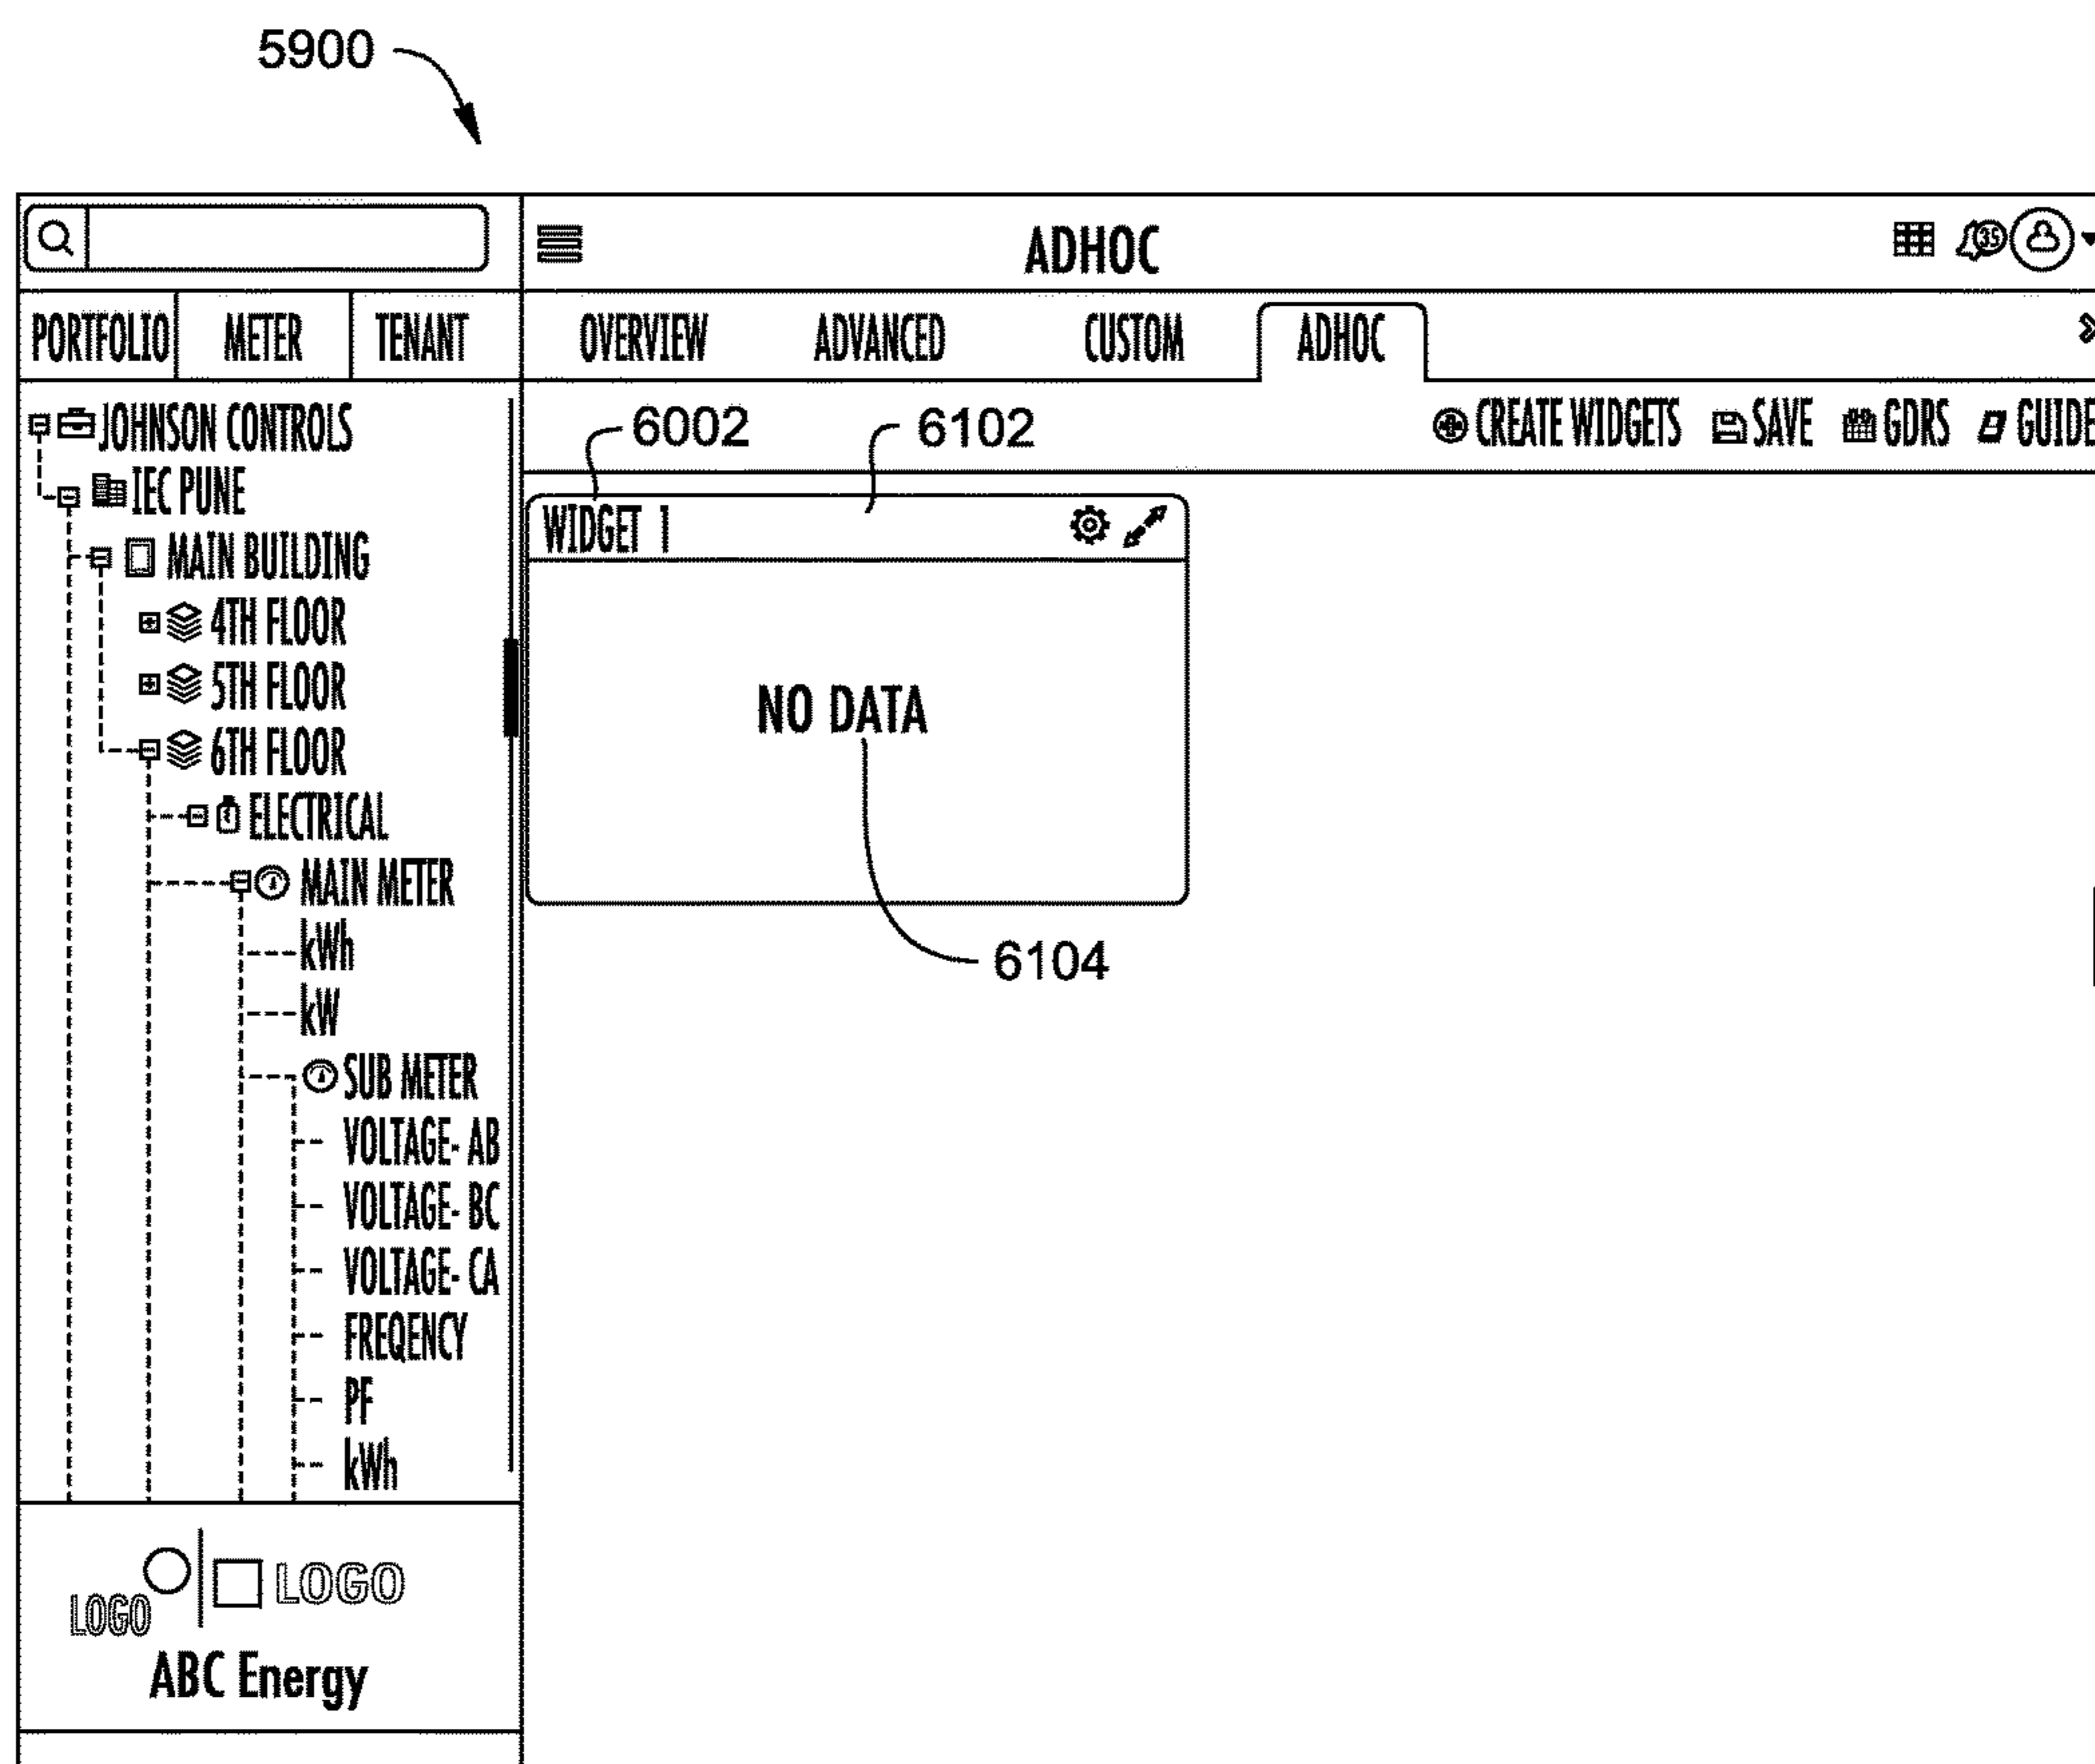 5900
ADHOC
35
PORTFOLIO METER TENANT
OVERVIEW ADVANCED CUSTOM ADHOC
CREATE WIDGETS SAVE GDRS GUIDE
6002 6102
JOHNSON CONTROLS
IEC PUNE
MAIN BUILDING
4TH FLOOR
5TH FLOOR
6TH FLOOR
ELECTRICAL
MAIN METER
kWh
kW
SUB METER
VOLTAGE- AB
VOLTAGE- BC
VOLTAGE- CA
FREQENCY
PF
kWh
WIDGET 1
NO DATA
6104
LOGO LOGO
ABC Energy